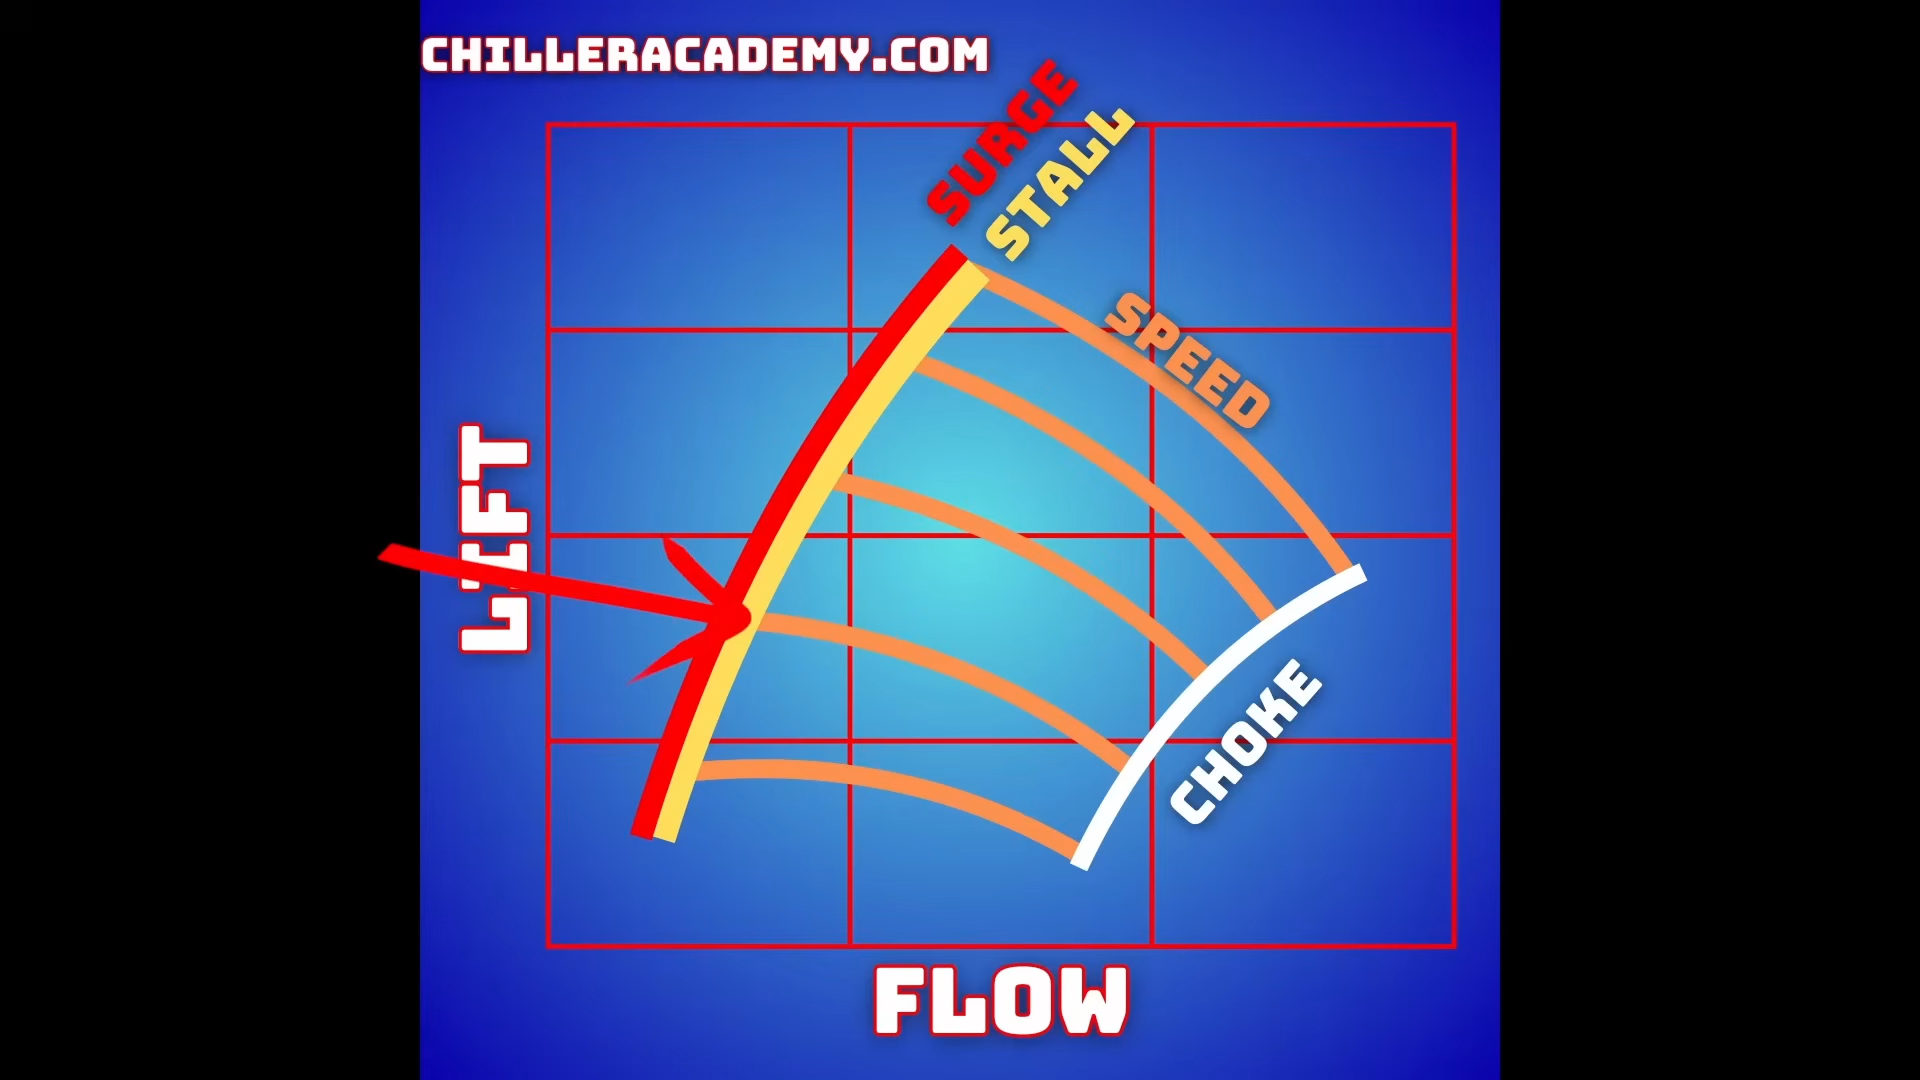 CHILLERACADEMY.COM
SURGE
STALL
SPEED
LIFT
CHOKE
FLOW